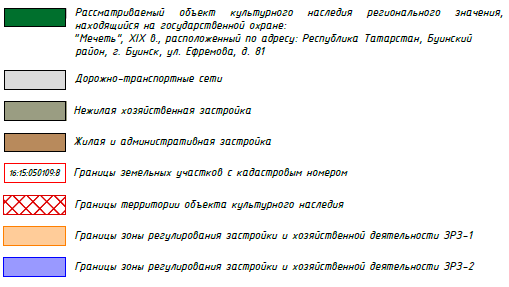 Рассматриваемый объект культурного наследия регионального значения,
находящийся на государственной охране:
"Мечеть", XIX в., расположенный по адресу: Республика Татарстан, Буинский
район, г. Буинск, ул. Ефремова, д. 81
Дорожно-транспортные сети
Нежилая хозяйственная застройка
Жилая и административная застройка
16:15:050109:8 Границы земельных участков с кадастровым номером
Границы территории объекта культурного наследия
Границы зоны регулирования застройки и хозяйственной деятельности ЗРЗ-1
Границы зоны регулирования застройки и хозяйственной деятельности ЗРЗ-2